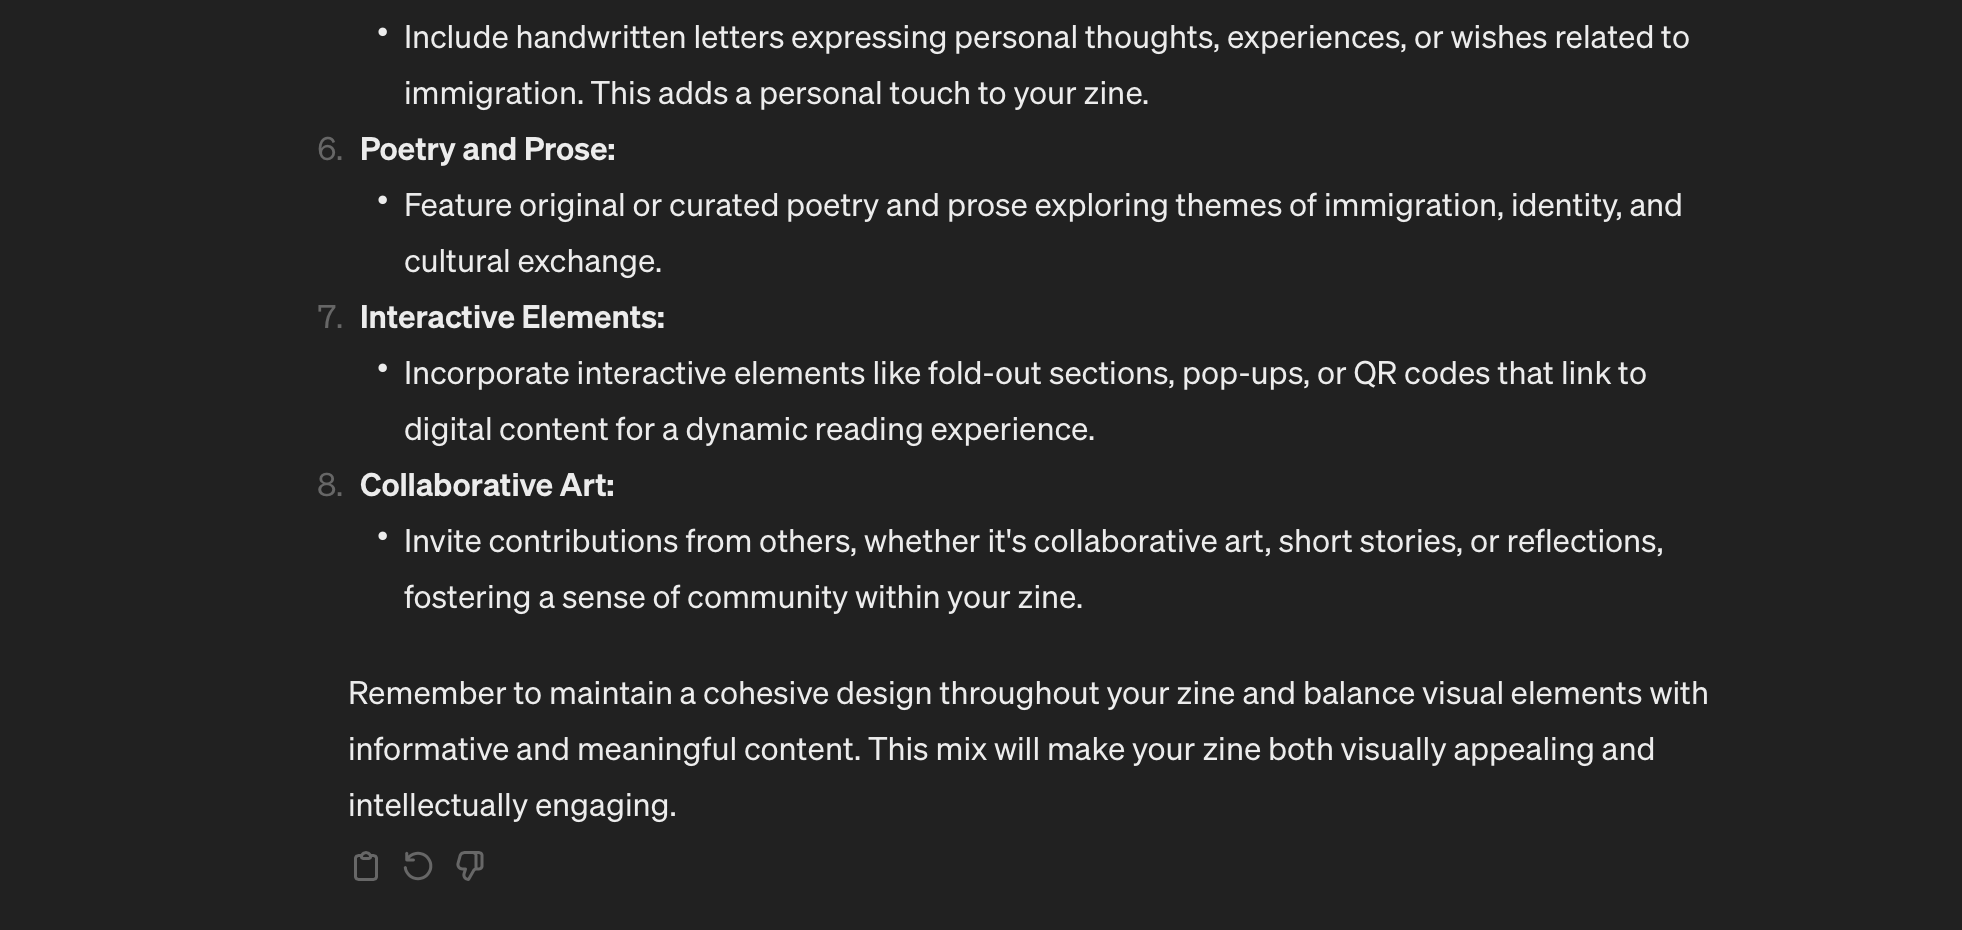 • Include handwritten letters expressing personal thoughts, experiences, or wishes related to
immigration. This adds a personal touch to your zine.
6. Poetry and Prose:
• Feature original or curated poetry and prose exploring themes of immigration, identity, and
cultural exchange.
7. Interactive Elements:
• Incorporate interactive elements like fold-out sections, pop-ups, or QR codes that link to
digital content for a dynamic reading experience.
8. Collaborative Art:
• Invite contributions from others, whether it's collaborative art, short stories, or reflections,
fostering a sense of community within your zine.
Remember to maintain a cohesive design throughout your zine and balance visual elements with
informative and meaningful content. This mix will make your zine both visually appealing and
intellectually engaging.